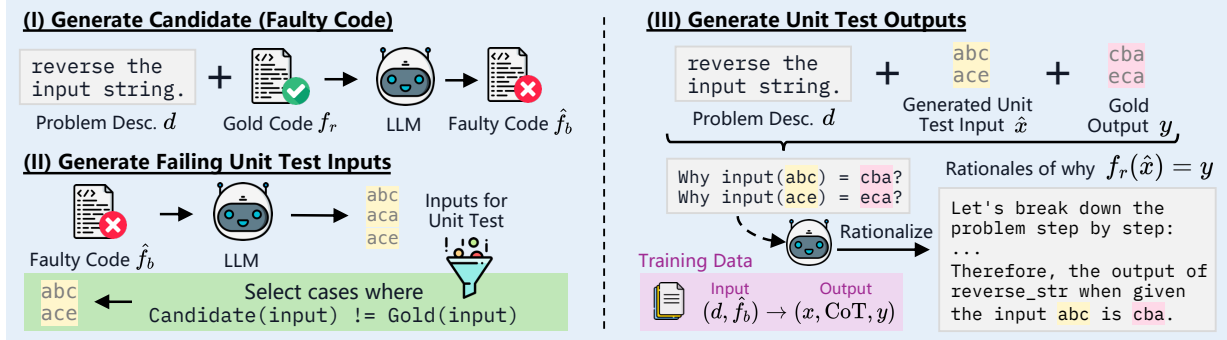 (I) Generate Candidate (Faulty Code)
reverse the
input string.
+
Problem Desc. d
Gold Code f_r
LLM
Faulty Code f̂_b
(II) Generate Failing Unit Test Inputs
Faulty Code f̂_b
LLM
abc
aca
ace
Inputs for
Unit Test
abc
ace
Select cases where
Candidate(input) != Gold(input)
(III) Generate Unit Test Outputs
reverse the
input string.
+
abc
ace
+
cba
eca
Problem Desc. d
Generated Unit
Test Input x̂
Gold
Output y
Why input(abc) = cba?
Why input(ace) = eca?
Rationalize
Rationales of why f_r(x̂) = y
Let's break down the
problem step by step:
...
Therefore, the output of
reverse_str when given
the input abc is cba.
Training Data
Input Output
(d, f̂_b) → (x, CoT, y)